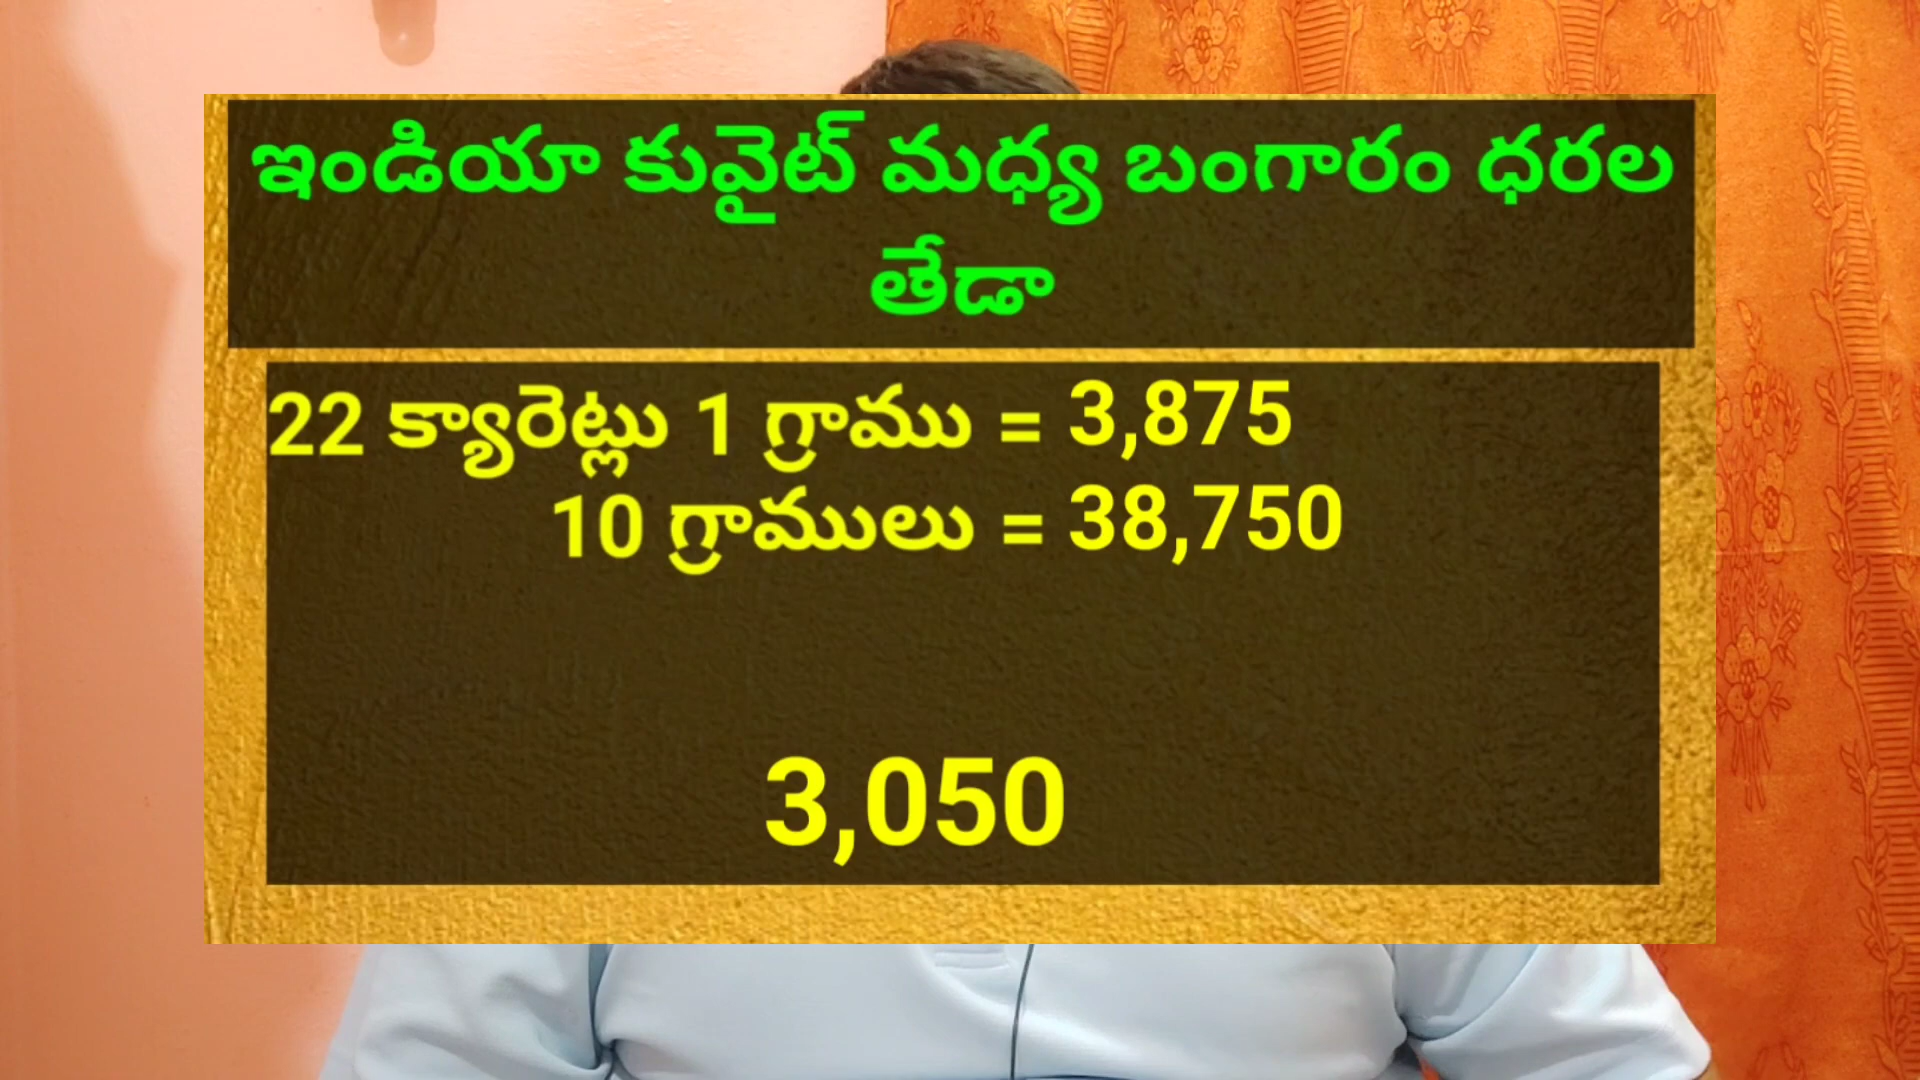 ఇండియా కువైట్ మధ్య బంగారం ధరల
తేడా
22 క్యారెట్లు 1 గ్రాము = 3,875
10 గ్రాములు = 38,750
3,050